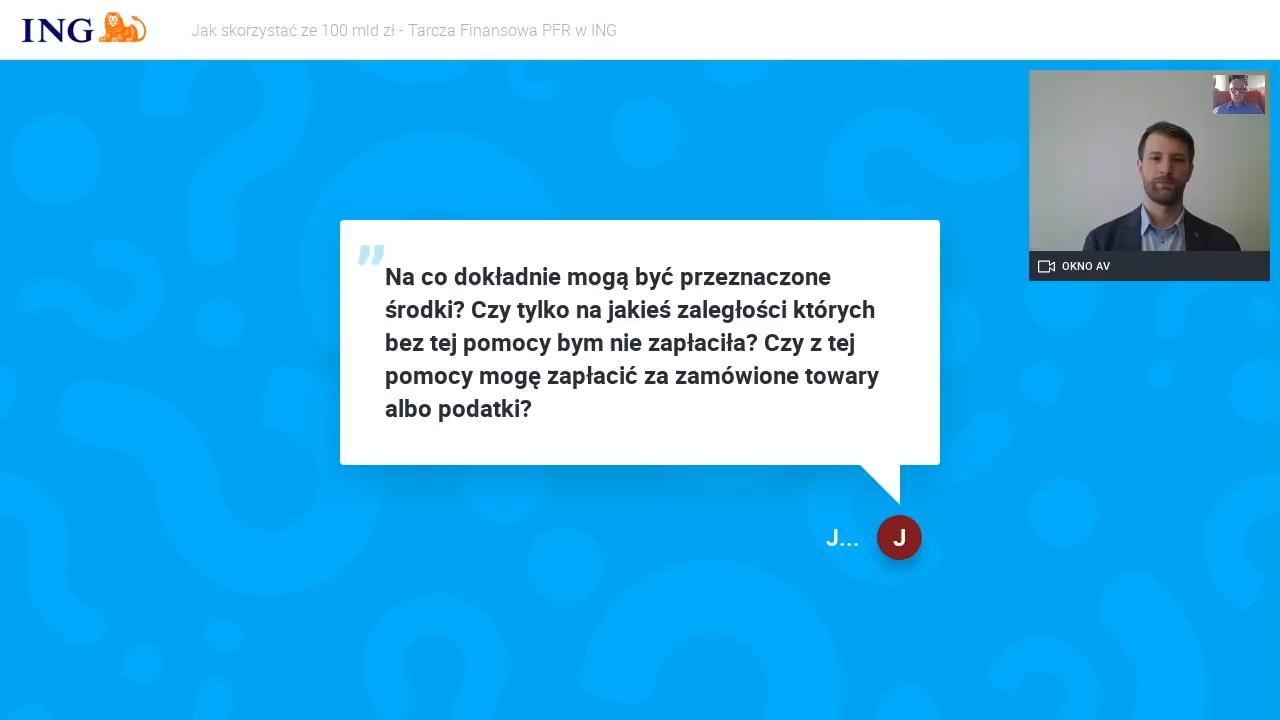 ING
Jak skorzystać ze 100 mld zł - Tarcza Finansowa PFR w ING
OKNO AV
Na co dokładnie mogą być przeznaczone
środki? Czy tylko na jakieś zaległości których
bez tej pomocy bym nie zapłaciła? Czy z tej
pomocy mogę zapłacić za zamówione towary
albo podatki?
J...
J